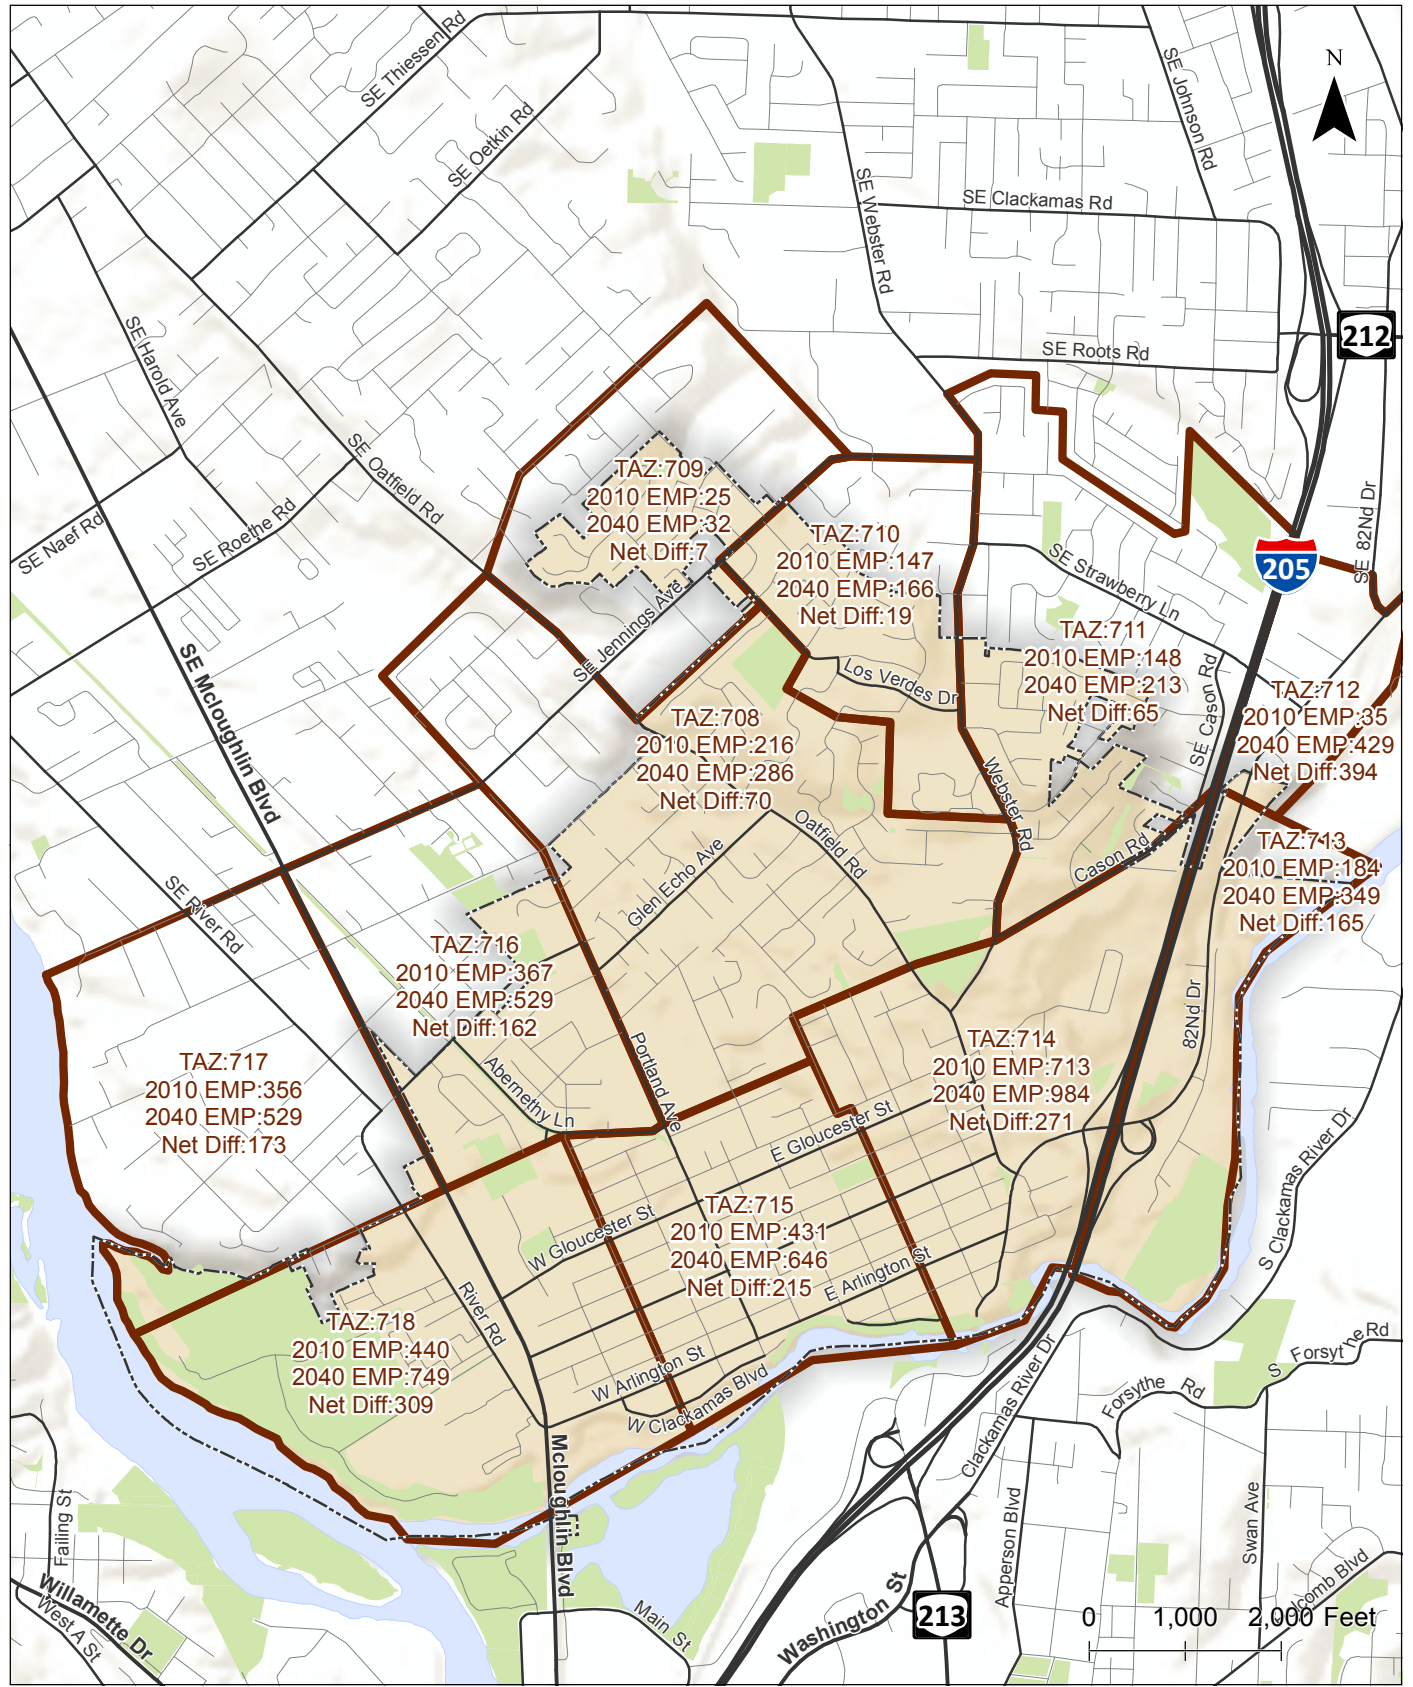 SE Thiessen Rd
SE Oetkin Rd
SE Johnson Rd
N
SE Webster Rd
SE Clackamas Rd
212
SE Harold Ave
SE Roots Rd
SE Oatfield Rd
SE Naef Rd
SE Roethe Rd
TAZ:709
2010 EMP:25
2040 EMP:32
Net Diff:7
TAZ:710
2010 EMP:147
2040 EMP:166
Net Diff:19
SE 82Nd Dr
205
SE Strawberry Ln
SE Jennings Ave
TAZ:711
2010 EMP:148
2040 EMP:213
Net Diff:65
SE Mcloughlin Blvd
Los Verdes Dr
SE Cason Rd
TAZ:712
2010 EMP:35
2040 EMP:429
Net Diff:394
TAZ:708
2010 EMP:216
2040 EMP:286
Net Diff:70
Webster Rd
Oatfield Rd
Glen Echo Ave
Cason Rd
TAZ:713
2010 EMP:184
2040 EMP:349
Net Diff:165
SE River Rd
TAZ:716
2010 EMP:367
2040 EMP:529
Net Diff:162
82Nd Dr
TAZ:717
2010 EMP:356
2040 EMP:529
Net Diff:173
Abernethy Ln
Portland Ave
TAZ:714
2010 EMP:713
2040 EMP:984
Net Diff:271
E Gloucester St
S Clackamas River Dr
W Gloucester St
TAZ:715
2010 EMP:431
2040 EMP:646
Net Diff:215
E Arlington St
River Rd
TAZ:718
2010 EMP:440
2040 EMP:749
Net Diff:309
W Arlington St
W Clackamas Blvd
Clackamas River Dr
Forsythe Rd
S Forsythe Rd
Mcloughlin Blvd
Failing St
Willamette Dr
West A St
Main St
Washington St
213
Apperson Blvd
Swan Ave
Holcomb Blvd
0 1,000 2,000 Feet